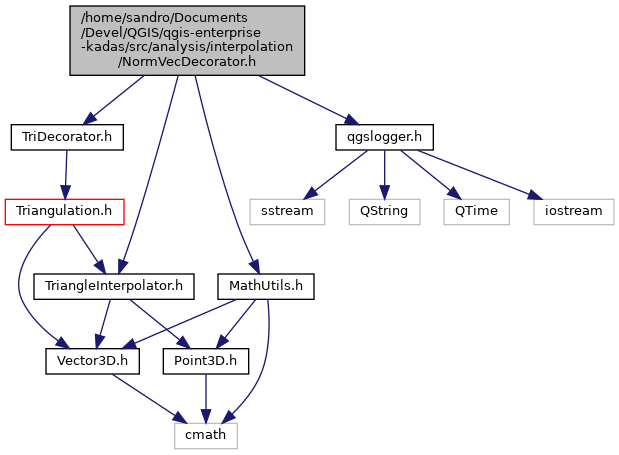 /home/sandro/Documents
/Devel/QGIS/qgis-enterprise
-kadas/src/analysis/interpolation
/NormVecDecorator.h
TriDecorator.h
qgslogger.h
Triangulation.h
sstream
QString
QTime
iostream
TriangleInterpolator.h
MathUtils.h
Vector3D.h
Point3D.h
cmath